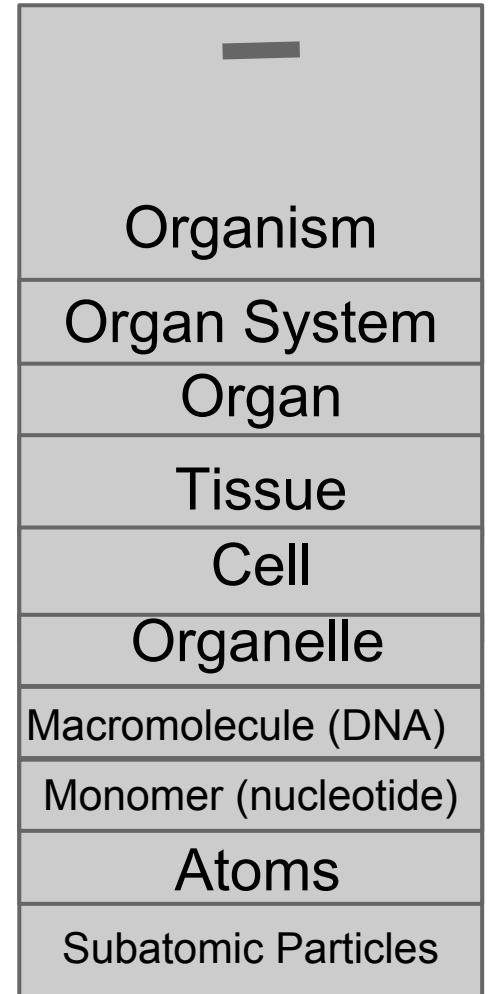 Organism
Organ System
Organ
Tissue
Cell
Organelle
Macromolecule (DNA)
Monomer (nucleotide)
Atoms
Subatomic Particles